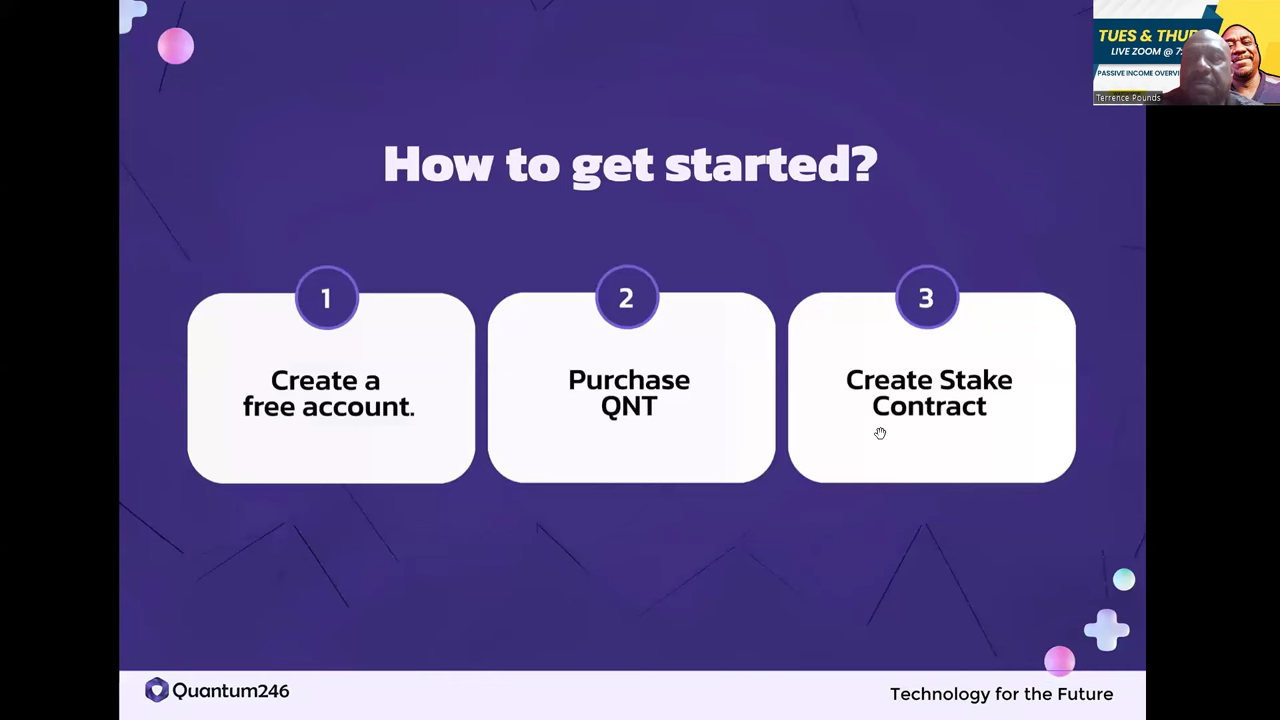 TUES & THUR
LIVE ZOOM @ 7:
PASSIVE INCOME OVERVI
Terrence Pounds
How to get started?
1
Create a
free account.
2
Purchase
QNT
3
Create Stake
Contract
Quantum246
Technology for the Future